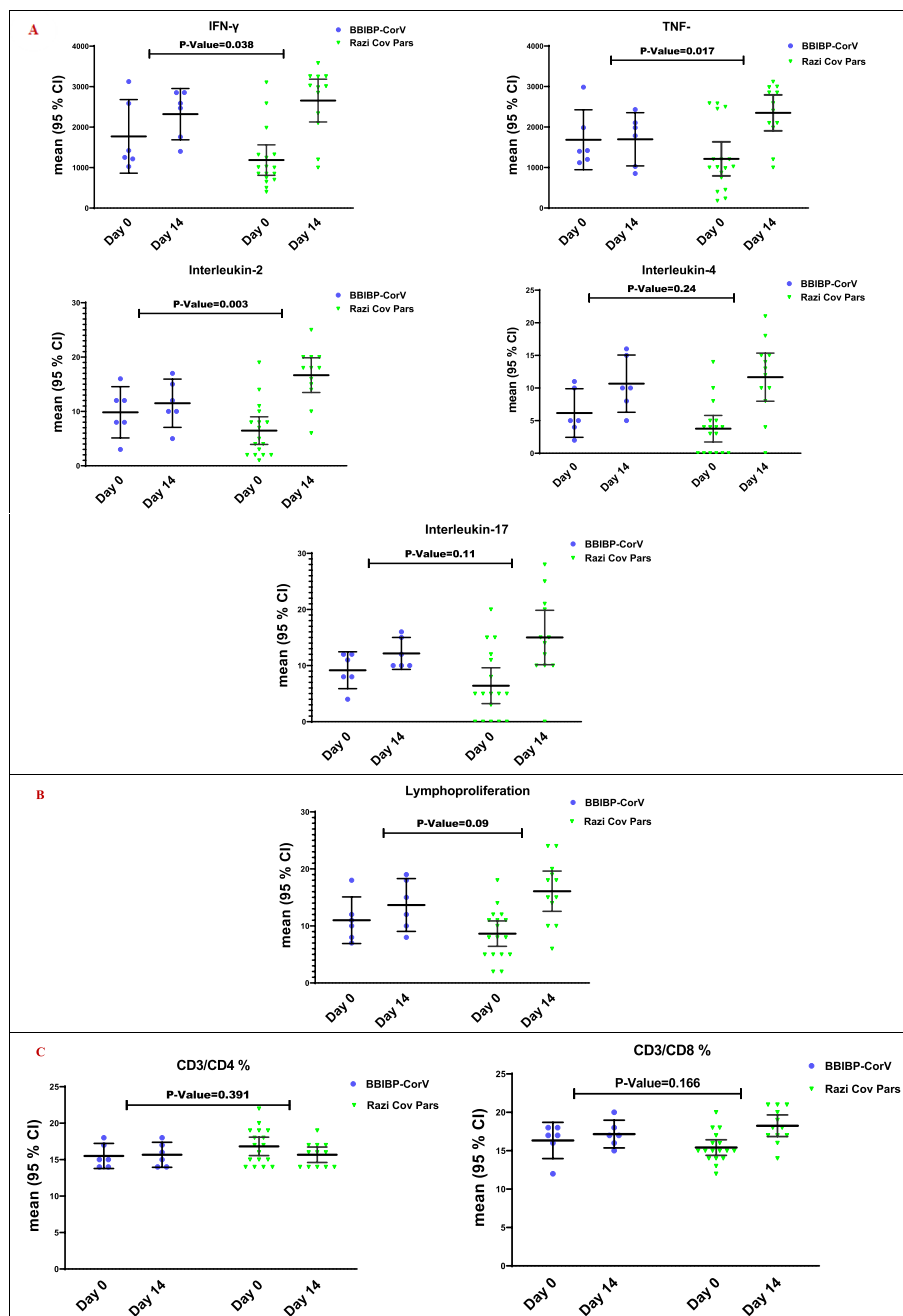 A
IFN-γ
BBIBP-CorV
Razi Cov Pars
P-Value=0.038
mean (95 % CI)
4000
3000
2000
1000
0
Day 0
Day 14
Day 0
Day 14
TNF-
BBIBP-CorV
Razi Cov Pars
P-Value=0.017
mean (95 % CI)
4000
3000
2000
1000
0
Day 0
Day 14
Day 0
Day 14
Interleukin-2
BBIBP-CorV
Razi Cov Pars
P-Value=0.003
mean (95 % CI)
30
20
10
0
Day 0
Day 14
Day 0
Day 14
Interleukin-4
BBIBP-CorV
Razi Cov Pars
P-Value=0.24
mean (95 % CI)
25
20
15
10
5
0
Day 0
Day 14
Day 0
Day 14
Interleukin-17
BBIBP-CorV
Razi Cov Pars
P-Value=0.11
mean (95 % CI)
30
20
10
0
Day 0
Day 14
Day 0
Day 14
B
Lymphoproliferation
BBIBP-CorV
Razi Cov Pars
P-Value=0.09
mean (95 % CI)
30
20
10
0
Day 0
Day 14
Day 0
Day 14
C
CD3/CD4 %
BBIBP-CorV
Razi Cov Pars
P-Value=0.391
mean (95 % CI)
25
20
15
10
5
0
Day 0
Day 14
Day 0
Day 14
CD3/CD8 %
BBIBP-CorV
Razi Cov Pars
P-Value=0.166
mean (95 % CI)
25
20
15
10
5
0
Day 0
Day 14
Day 0
Day 14